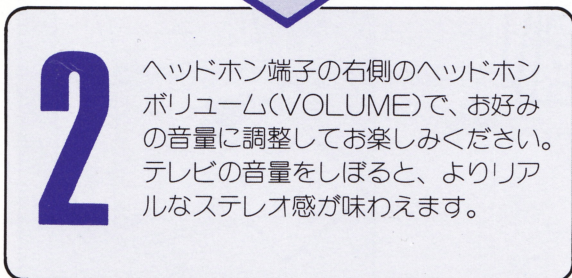 2
ヘッドホン端子の右側のヘッドホン
ボリューム(VOLUME)で、お好み
の音量に調整してお楽しみください。
テレビの音量をしぼると、よりリア
ルなステレオ感が味わえます。